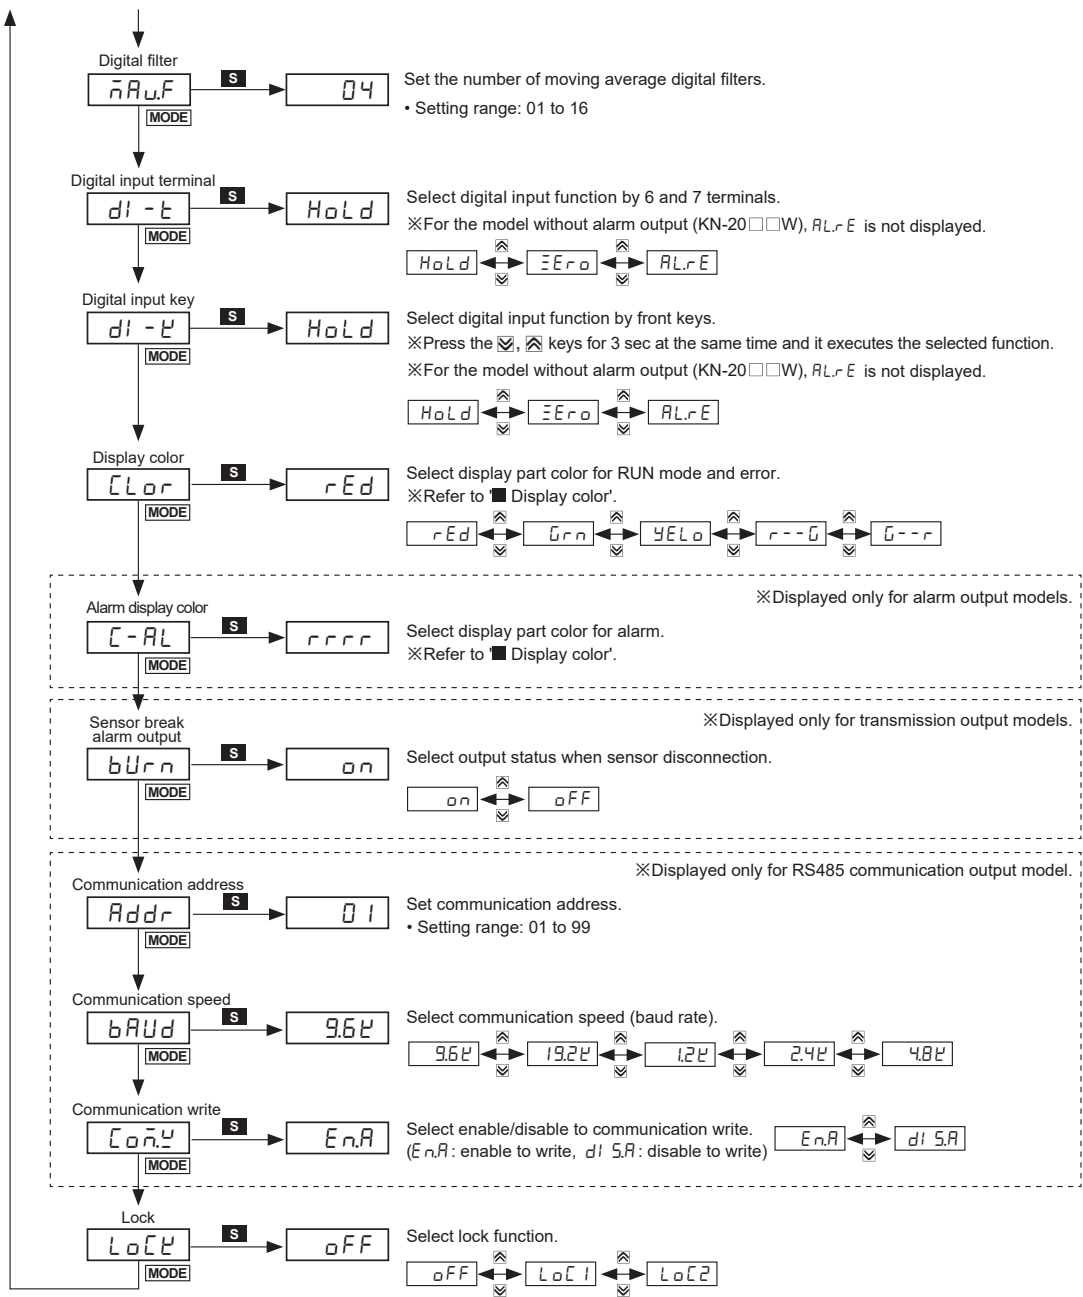 Digital filter
m̄Av.F S 04 Set the number of moving average digital filters.
MODE • Setting range: 01 to 16
Digital input terminal
dI-t S HoLd Select digital input function by 6 and 7 terminals.
MODE ※For the model without alarm output (KN-20□□W), AL.rE is not displayed.
HoLd ZEro AL.rE
Digital input key
dI-K S HoLd Select digital input function by front keys.
MODE ※Press the , keys for 3 sec at the same time and it executes the selected function.
※For the model without alarm output (KN-20□□W), AL.rE is not displayed.
HoLd ZEro AL.rE
Display color
CLor S rEd Select display part color for RUN mode and error.
MODE ※Refer to '■ Display color'.
rEd Grn YELo r--G G--r
※Displayed only for alarm output models.
Alarm display color
C-AL S rrrr Select display part color for alarm.
MODE ※Refer to '■ Display color'.
※Displayed only for transmission output models.
Sensor break
alarm output
bUrn S on Select output status when sensor disconnection.
MODE
on oFF
※Displayed only for RS485 communication output model.
Communication address
Addr S 01 Set communication address.
MODE • Setting range: 01 to 99
Communication speed
bAUd S 9.6K Select communication speed (baud rate).
MODE
9.6K 19.2K 1.2K 2.4K 4.8K
Communication write
Com̄.W S En.A Select enable/disable to communication write. En.A dIS.A
MODE (En.A: enable to write, dIS.A: disable to write)
Lock
LoCK S oFF Select lock function.
MODE
oFF LoC1 LoC2